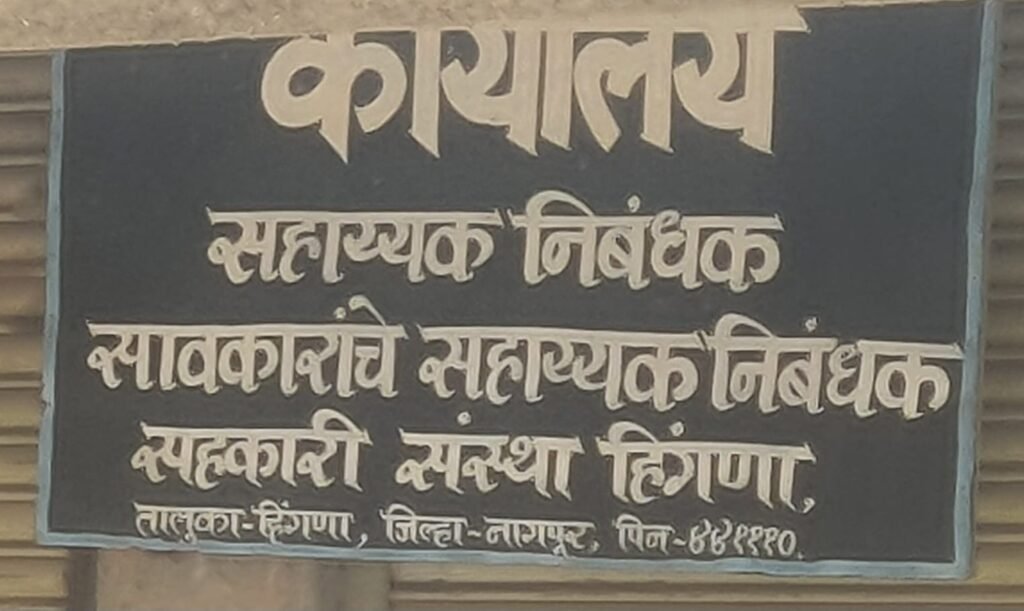 कार्यालय
सहाय्यक निबंधक
सावकारांचे सहाय्यक निबंधक
सहकारी संस्था हिंगणा,
तालुका-हिंगणा, जिल्हा-नागपूर, पिन-४४१११०.